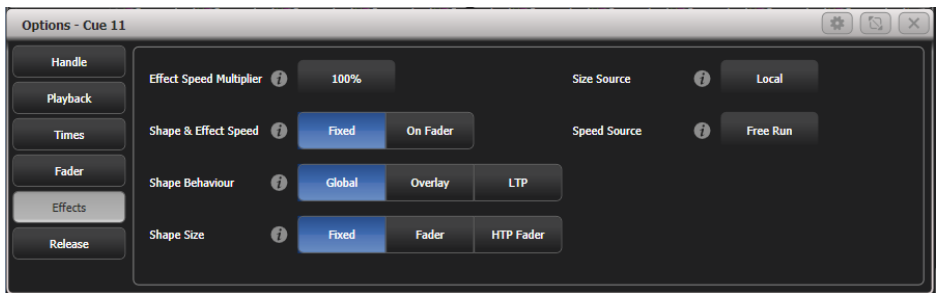 Options - Cue 11
Handle
Playback
Times
Fader
Effects
Release
Effect Speed Multiplier i 100%
Size Source i Local
Shape & Effect Speed i Fixed On Fader
Speed Source i Free Run
Shape Behaviour i Global Overlay LTP
Shape Size i Fixed Fader HTP Fader